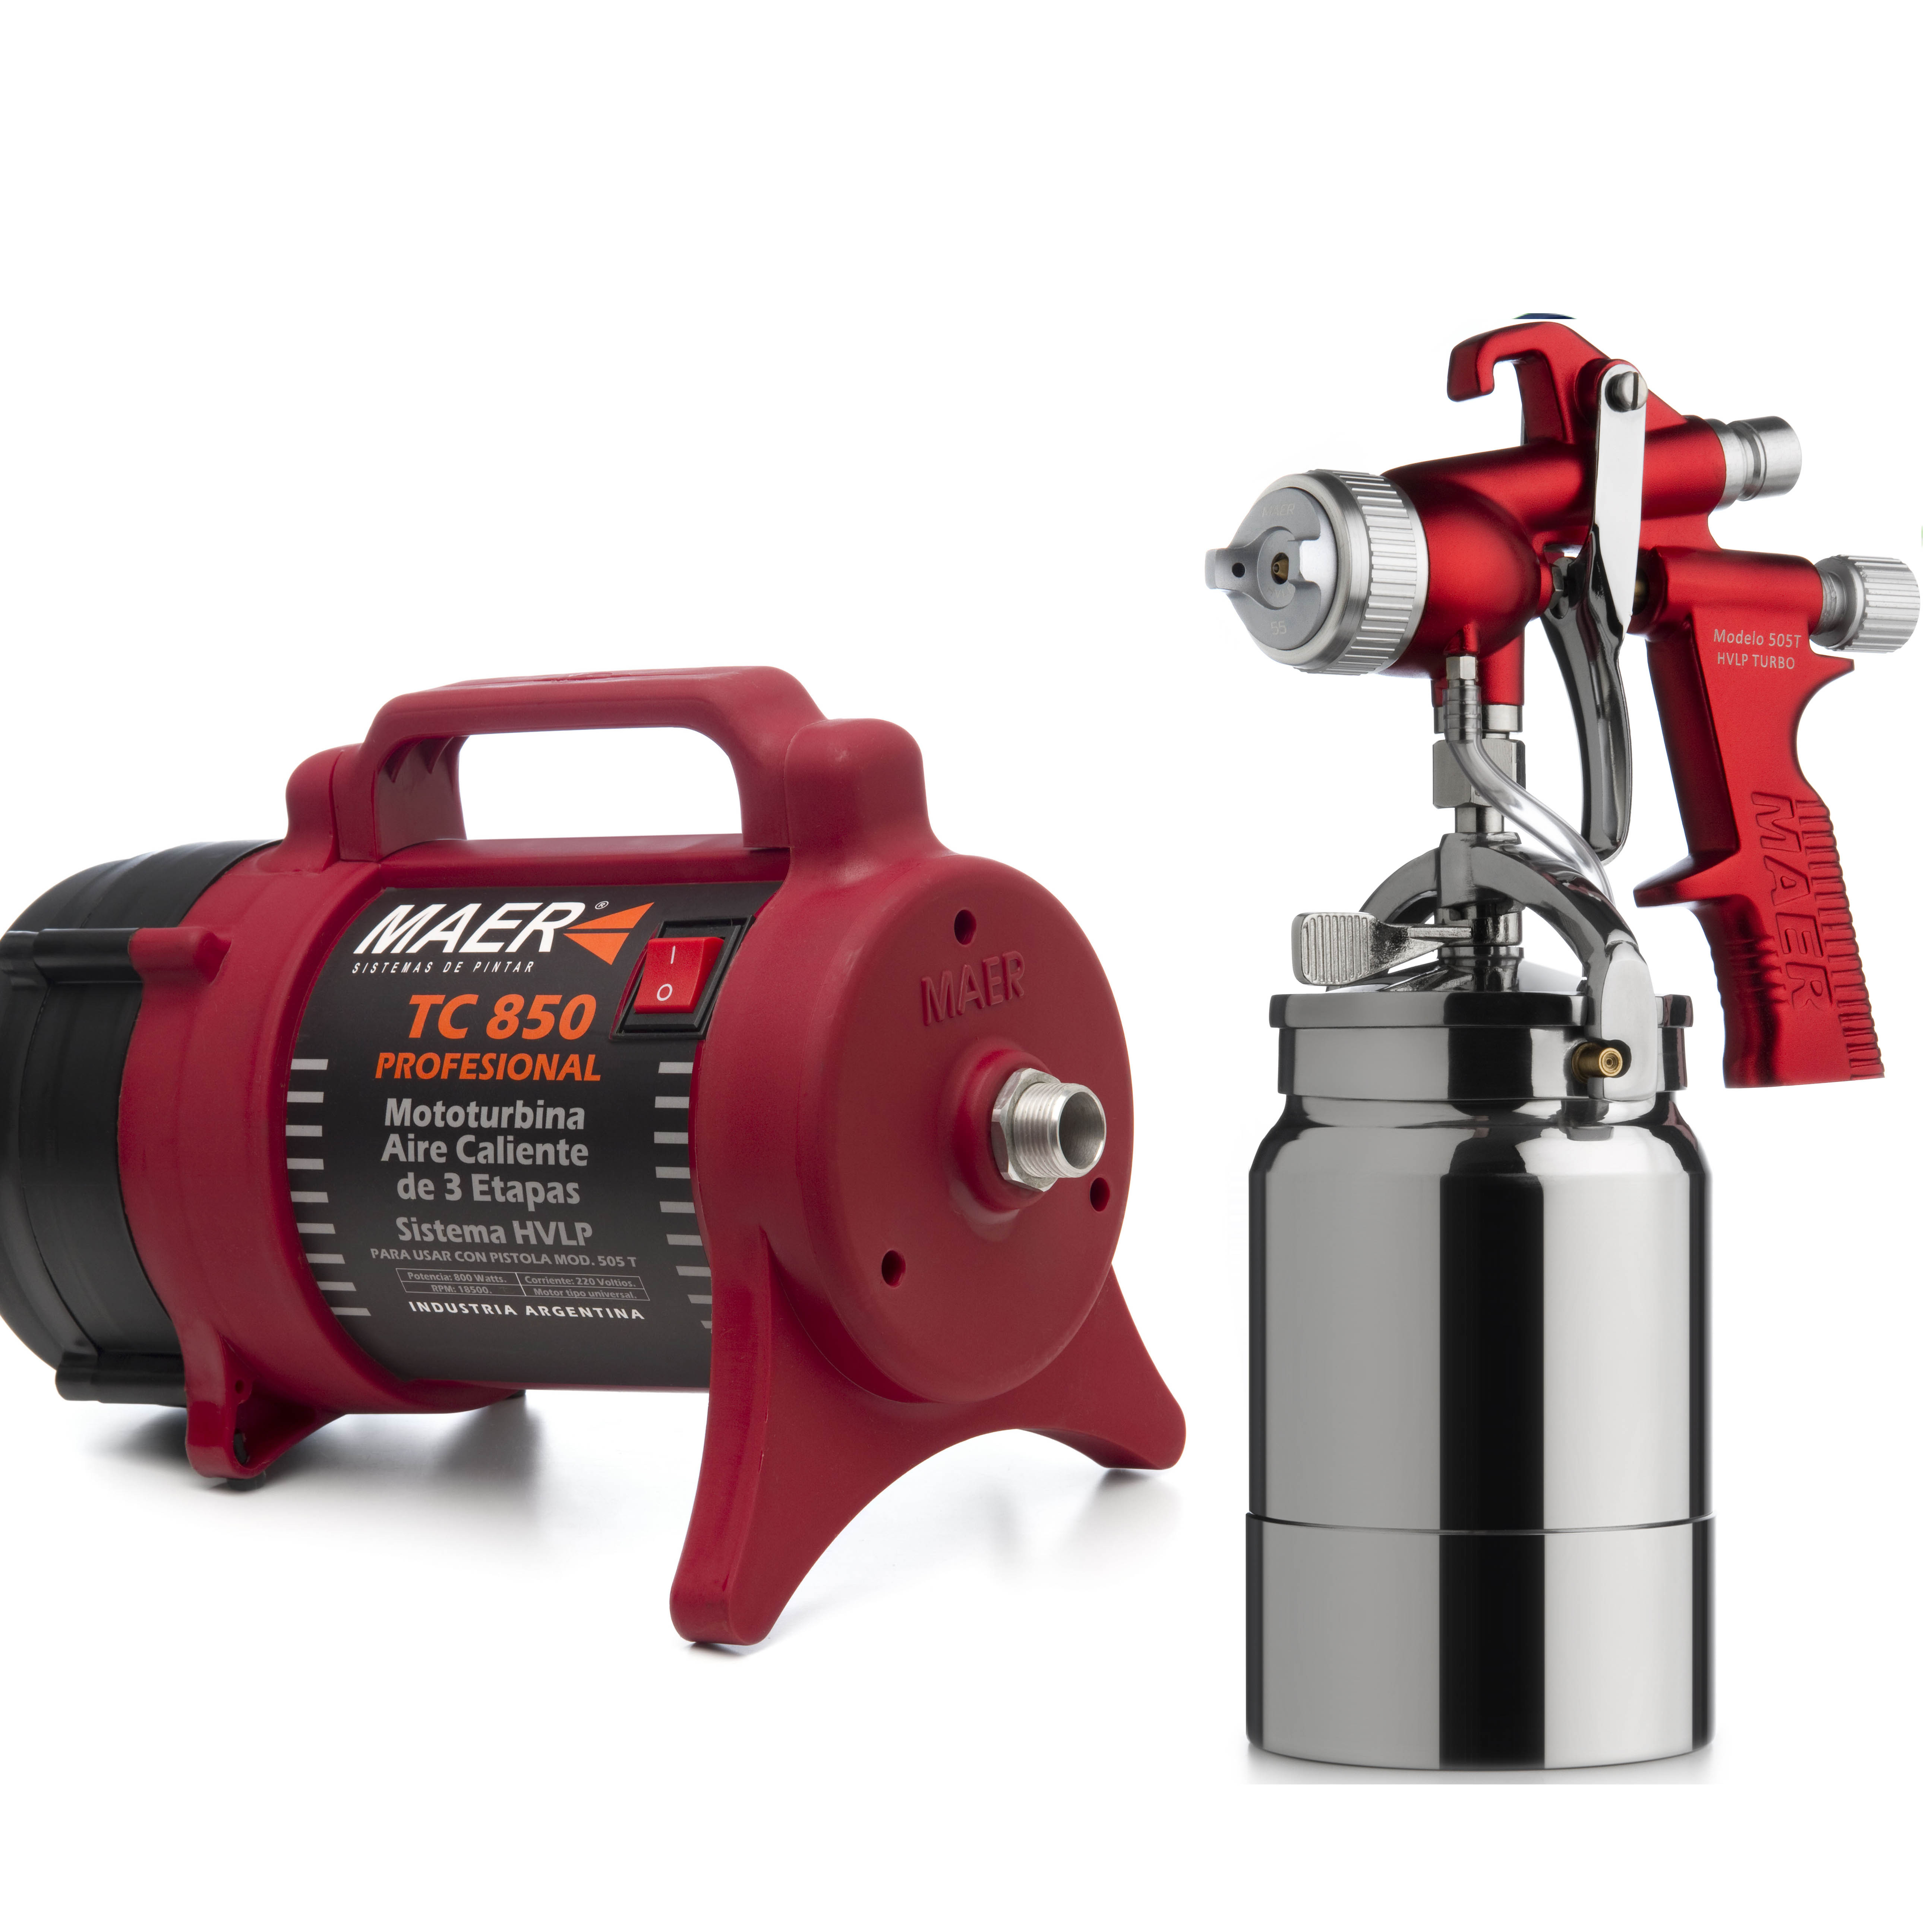 MAER®
SISTEMAS DE PINTAR
TC 850
PROFESIONAL
Mototurbina
Aire Caliente
de 3 Etapas
Sistema HVLP
PARA USAR CON PISTOLA MOD. 505 T
Potencia: 800 Watts. Corriente: 220 Voltios.
RPM: 18500. Motor tipo universal.
INDUSTRIA ARGENTINA
I
O
MAER
MAER
55
Modelo 505T
HVLP TURBO
MAER